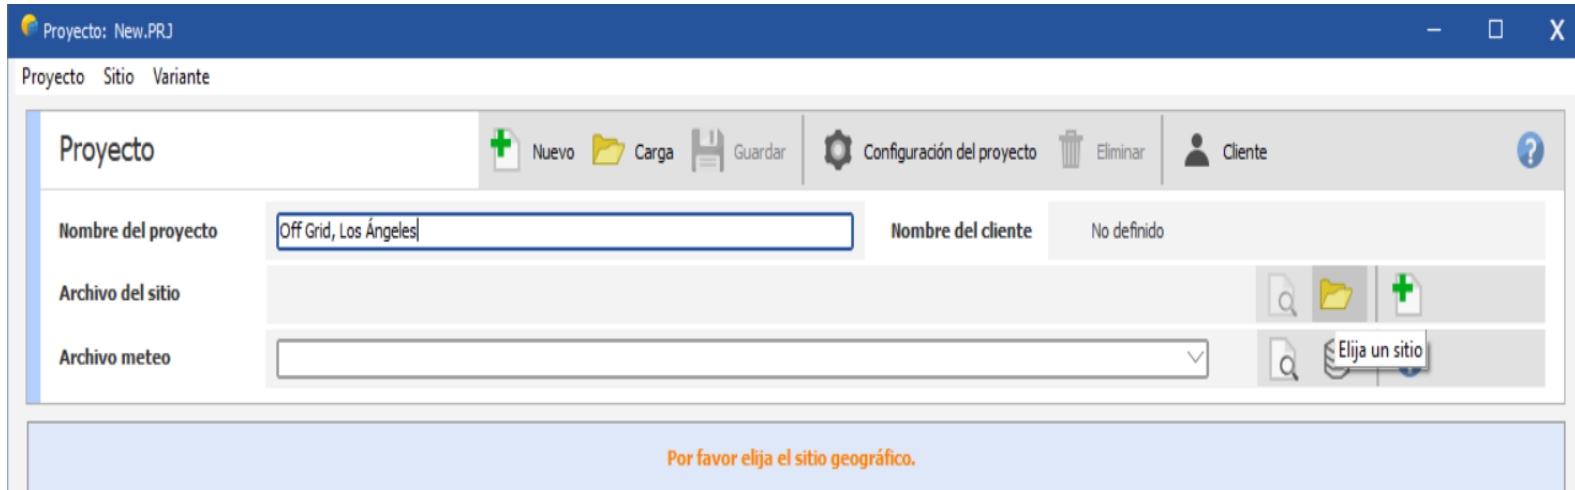 Proyecto: New.PRJ
Proyecto Sitio Variante
Proyecto Nuevo Carga Guardar Configuración del proyecto Eliminar Cliente
Nombre del proyecto Off Grid, Los Ángeles Nombre del cliente No definido
Archivo del sitio
Archivo meteo Elija un sitio
Por favor elija el sitio geográfico.